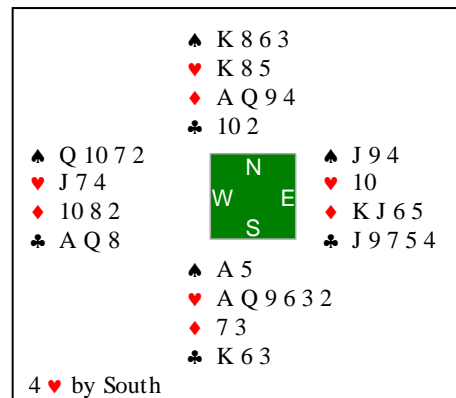 ♠ K 8 6 3
♥ K 8 5
♦ A Q 9 4
♣ 10 2
♠ Q 10 7 2
♥ J 7 4
♦ 10 8 2
♣ A Q 8
N
W E
S
♠ J 9 4
♥ 10
♦ K J 6 5
♣ J 9 7 5 4
♠ A 5
♥ A Q 9 6 3 2
♦ 7 3
♣ K 6 3
4 ♥ by South